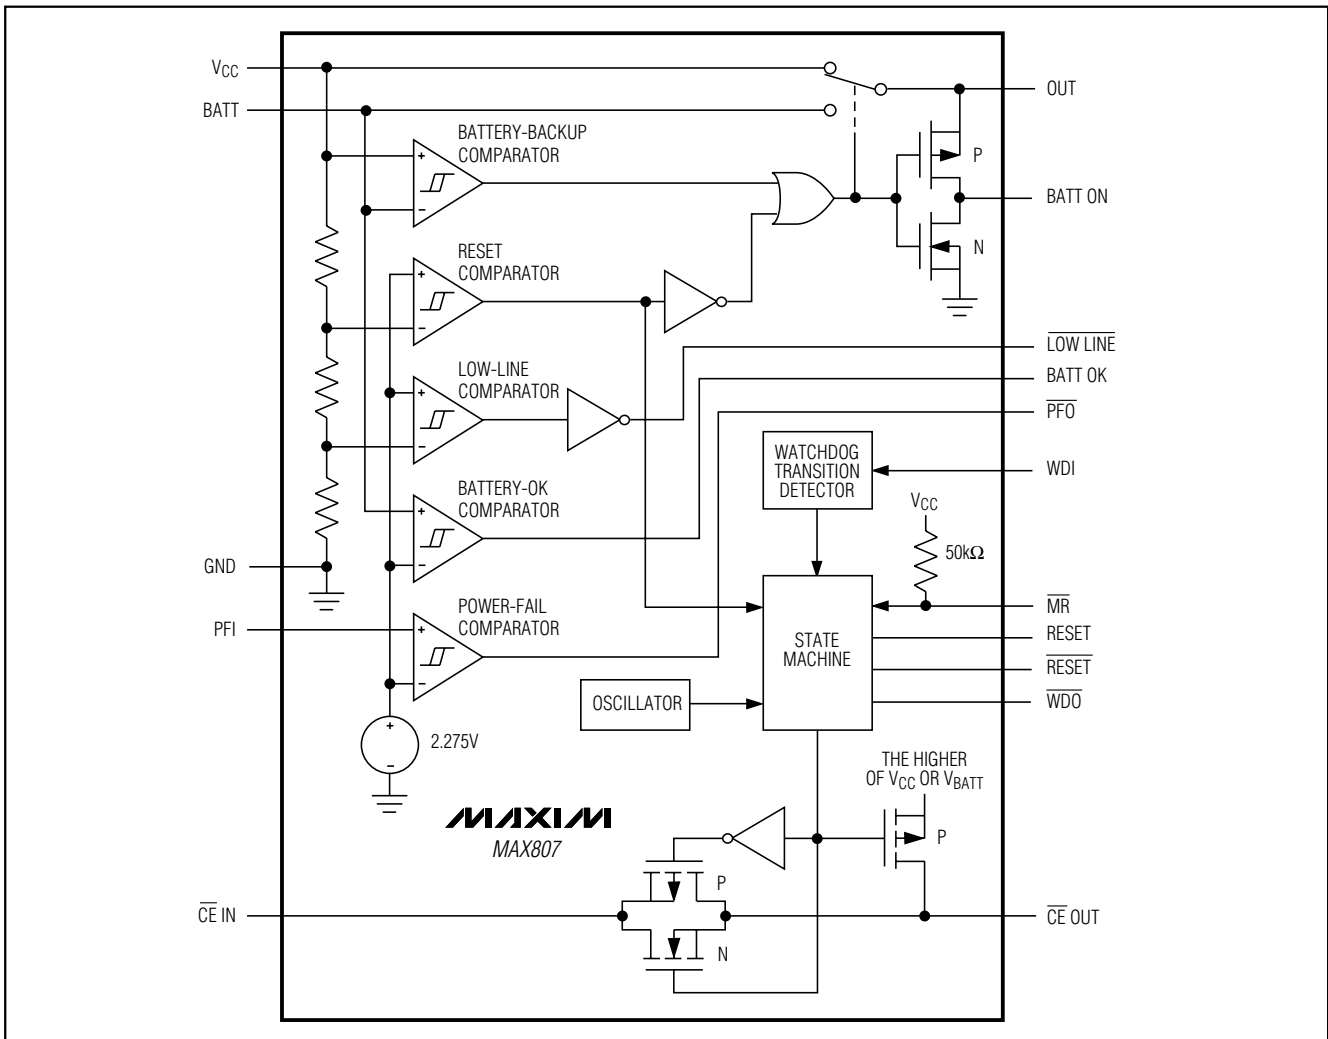 VCC
BATT
BATTERY-BACKUP
COMPARATOR
+
−
OUT
P
BATT ON
N
RESET
COMPARATOR
+
−
LOW LINE
BATT OK
PFO
LOW-LINE
COMPARATOR
+
−
WATCHDOG
TRANSITION
DETECTOR
WDI
BATTERY-OK
COMPARATOR
+
−
VCC
50kΩ
GND
PFI
POWER-FAIL
COMPARATOR
+
−
STATE
MACHINE
MR
RESET
RESET
WDO
OSCILLATOR
+
−
2.275V
THE HIGHER
OF VCC OR VBATT
P
MAXIM
MAX807
P
CE IN
CE OUT
N